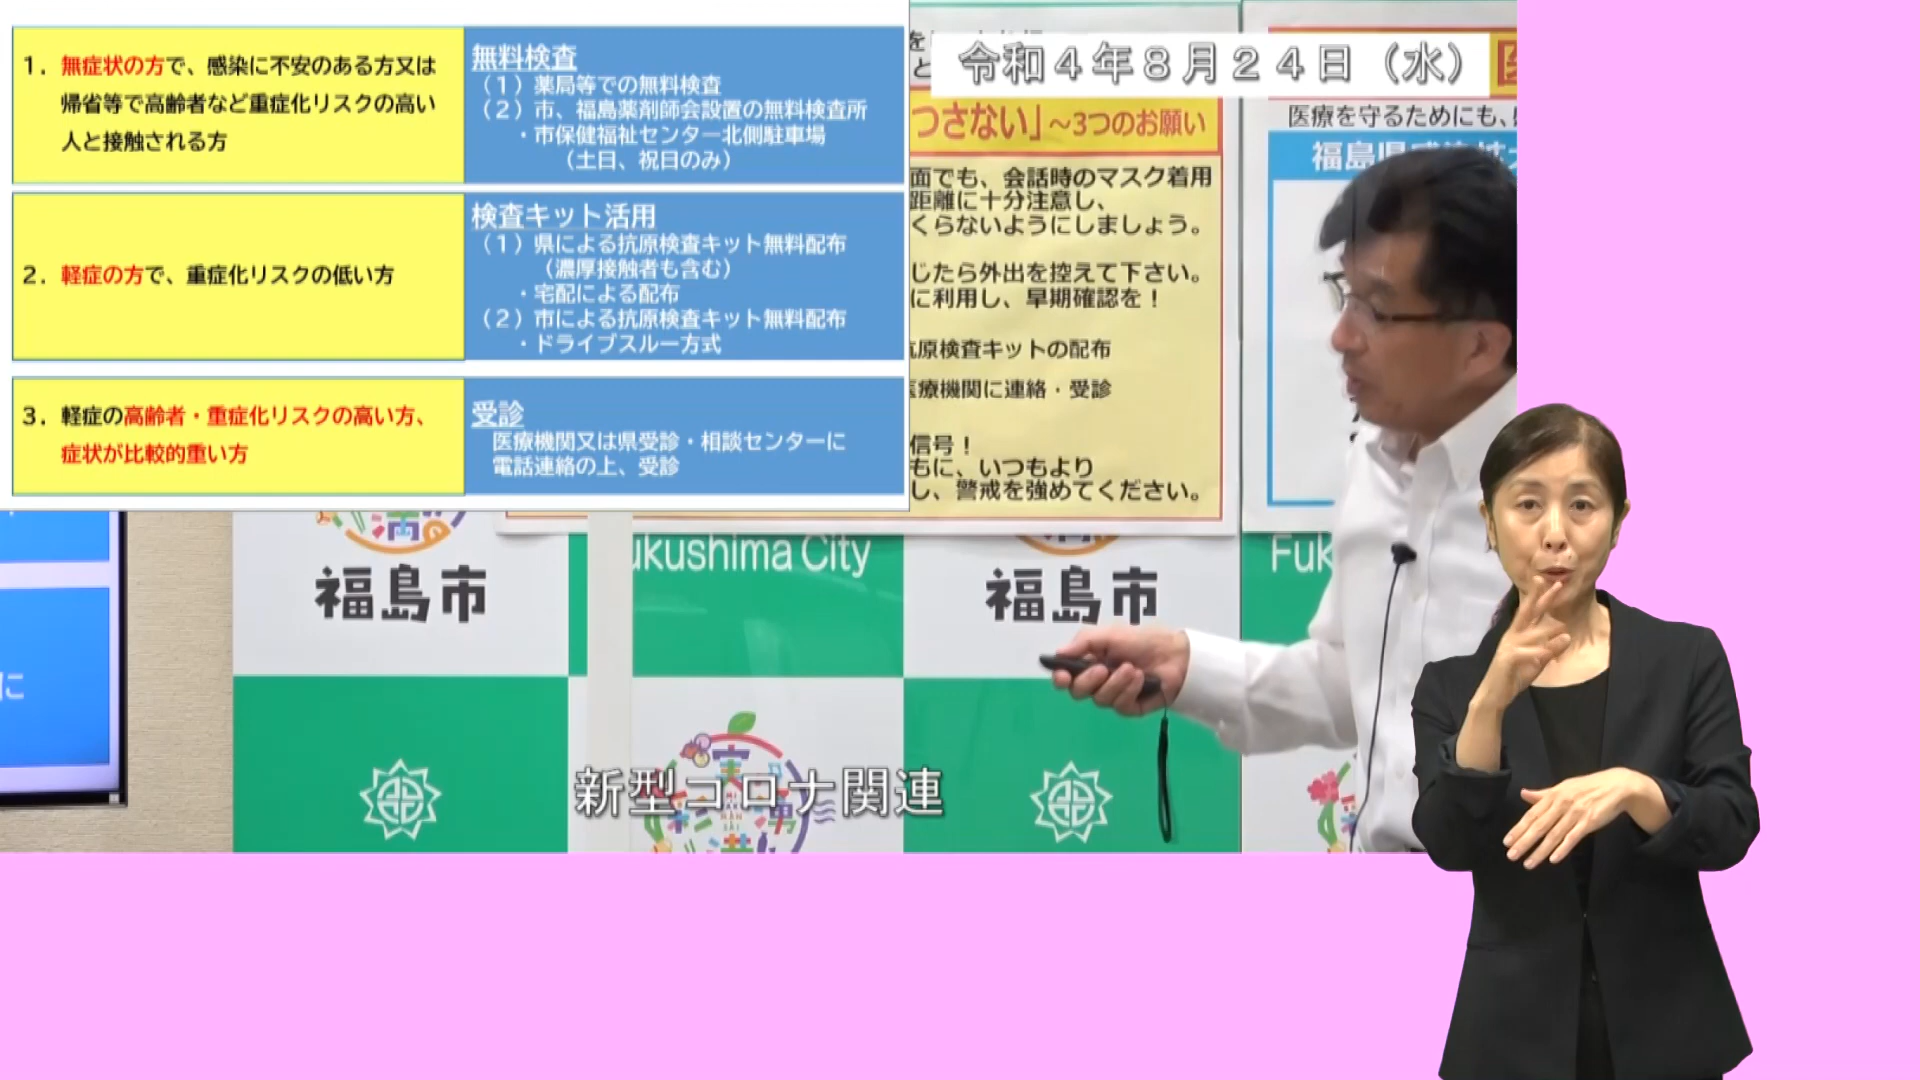 1. 無症状の方で、感染に不安のある方又は
帰省等で高齢者など重症化リスクの高い
人と接触される方
無料検査
（１）薬局等での無料検査
（２）市、福島薬剤師会設置の無料検査所
・市保健福祉センター北側駐車場
（土日、祝日のみ）
2. 軽症の方で、重症化リスクの低い方
検査キット活用
（１）県による抗原検査キット無料配布
（濃厚接触者も含む）
・宅配による配布
（２）市による抗原検査キット無料配布
・ドライブスルー方式
3. 軽症の高齢者・重症化リスクの高い方、
症状が比較的重い方
受診
医療機関又は県受診・相談センターに
電話連絡の上、受診
令和４年８月２４日（水）
つさない」～3つのお願い
面でも、会話時のマスク着用
距離に十分注意し、
くらないようにしましょう。
じたら外出を控えて下さい。
に利用し、早期確認を！
原検査キットの配布
医療機関に連絡・受診
信号！
もに、いつもより
し、警戒を強めてください。
医療を守るためにも、
福島県感染拡大
に
福島市
ukushima City
福島市
Fuk
新型コロナ関連